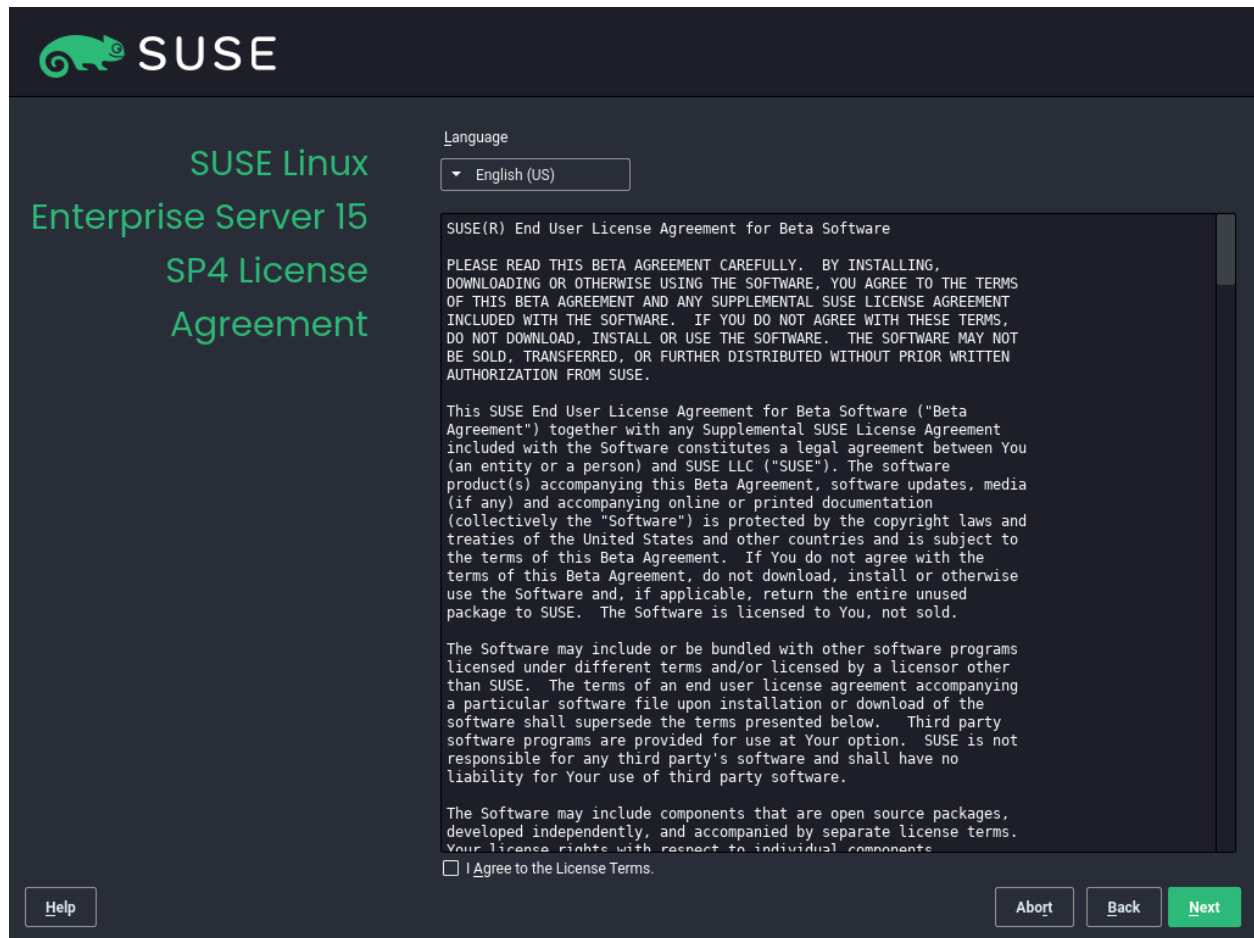 SUSE
SUSE Linux
Enterprise Server 15
SP4 License
Agreement
Language
English (US)
SUSE(R) End User License Agreement for Beta Software
PLEASE READ THIS BETA AGREEMENT CAREFULLY.  BY INSTALLING,
DOWNLOADING OR OTHERWISE USING THE SOFTWARE, YOU AGREE TO THE TERMS
OF THIS BETA AGREEMENT AND ANY SUPPLEMENTAL SUSE LICENSE AGREEMENT
INCLUDED WITH THE SOFTWARE.  IF YOU DO NOT AGREE WITH THESE TERMS,
DO NOT DOWNLOAD, INSTALL OR USE THE SOFTWARE.  THE SOFTWARE MAY NOT
BE SOLD, TRANSFERRED, OR FURTHER DISTRIBUTED WITHOUT PRIOR WRITTEN
AUTHORIZATION FROM SUSE.
This SUSE End User License Agreement for Beta Software ("Beta
Agreement") together with any Supplemental SUSE License Agreement
included with the Software constitutes a legal agreement between You
(an entity or a person) and SUSE LLC ("SUSE"). The software
product(s) accompanying this Beta Agreement, software updates, media
(if any) and accompanying online or printed documentation
(collectively the "Software") is protected by the copyright laws and
treaties of the United States and other countries and is subject to
the terms of this Beta Agreement.  If You do not agree with the
terms of this Beta Agreement, do not download, install or otherwise
use the Software and, if applicable, return the entire unused
package to SUSE.  The Software is licensed to You, not sold.
The Software may include or be bundled with other software programs
licensed under different terms and/or licensed by a licensor other
than SUSE.  The terms of an end user license agreement accompanying
a particular software file upon installation or download of the
software shall supersede the terms presented below.   Third party
software programs are provided for use at Your option.  SUSE is not
responsible for any third party's software and shall have no
liability for Your use of third party software.
The Software may include components that are open source packages,
developed independently, and accompanied by separate license terms.
Your license rights with respect to individual components
I Agree to the License Terms.
Help
Abort
Back
Next